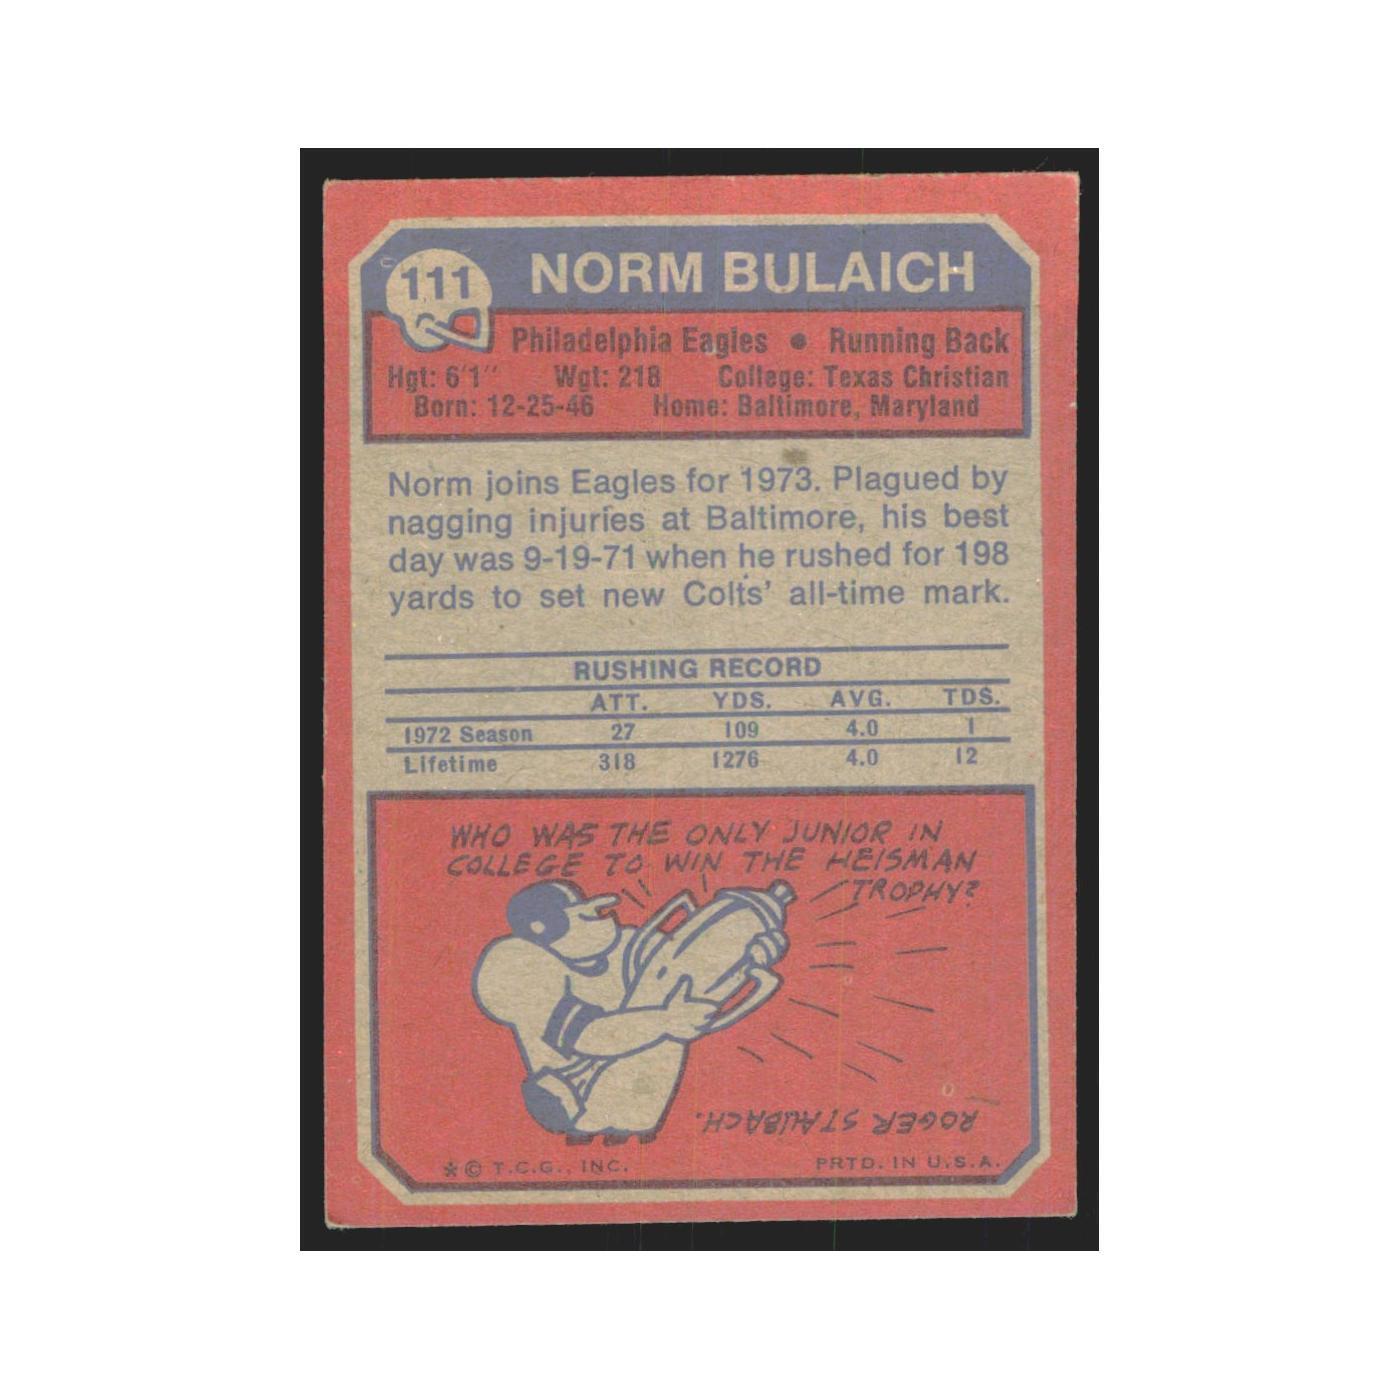 111
NORM BULAICH
Philadelphia Eagles • Running Back
Hgt: 6'1'' Wgt: 218 College: Texas Christian
Born: 12-25-46 Home: Baltimore, Maryland
Norm joins Eagles for 1973. Plagued by
nagging injuries at Baltimore, his best
day was 9-19-71 when he rushed for 198
yards to set new Colts' all-time mark.
RUSHING RECORD
ATT. YDS. AVG. TDS.
1972 Season 27 109 4.0 1
Lifetime 318 1276 4.0 12
WHO WAS THE ONLY JUNIOR IN
COLLEGE TO WIN THE HEISMAN
TROPHY?
ROGER STAUBACH.
* © T.C.G., INC. PRTD. IN U.S.A.